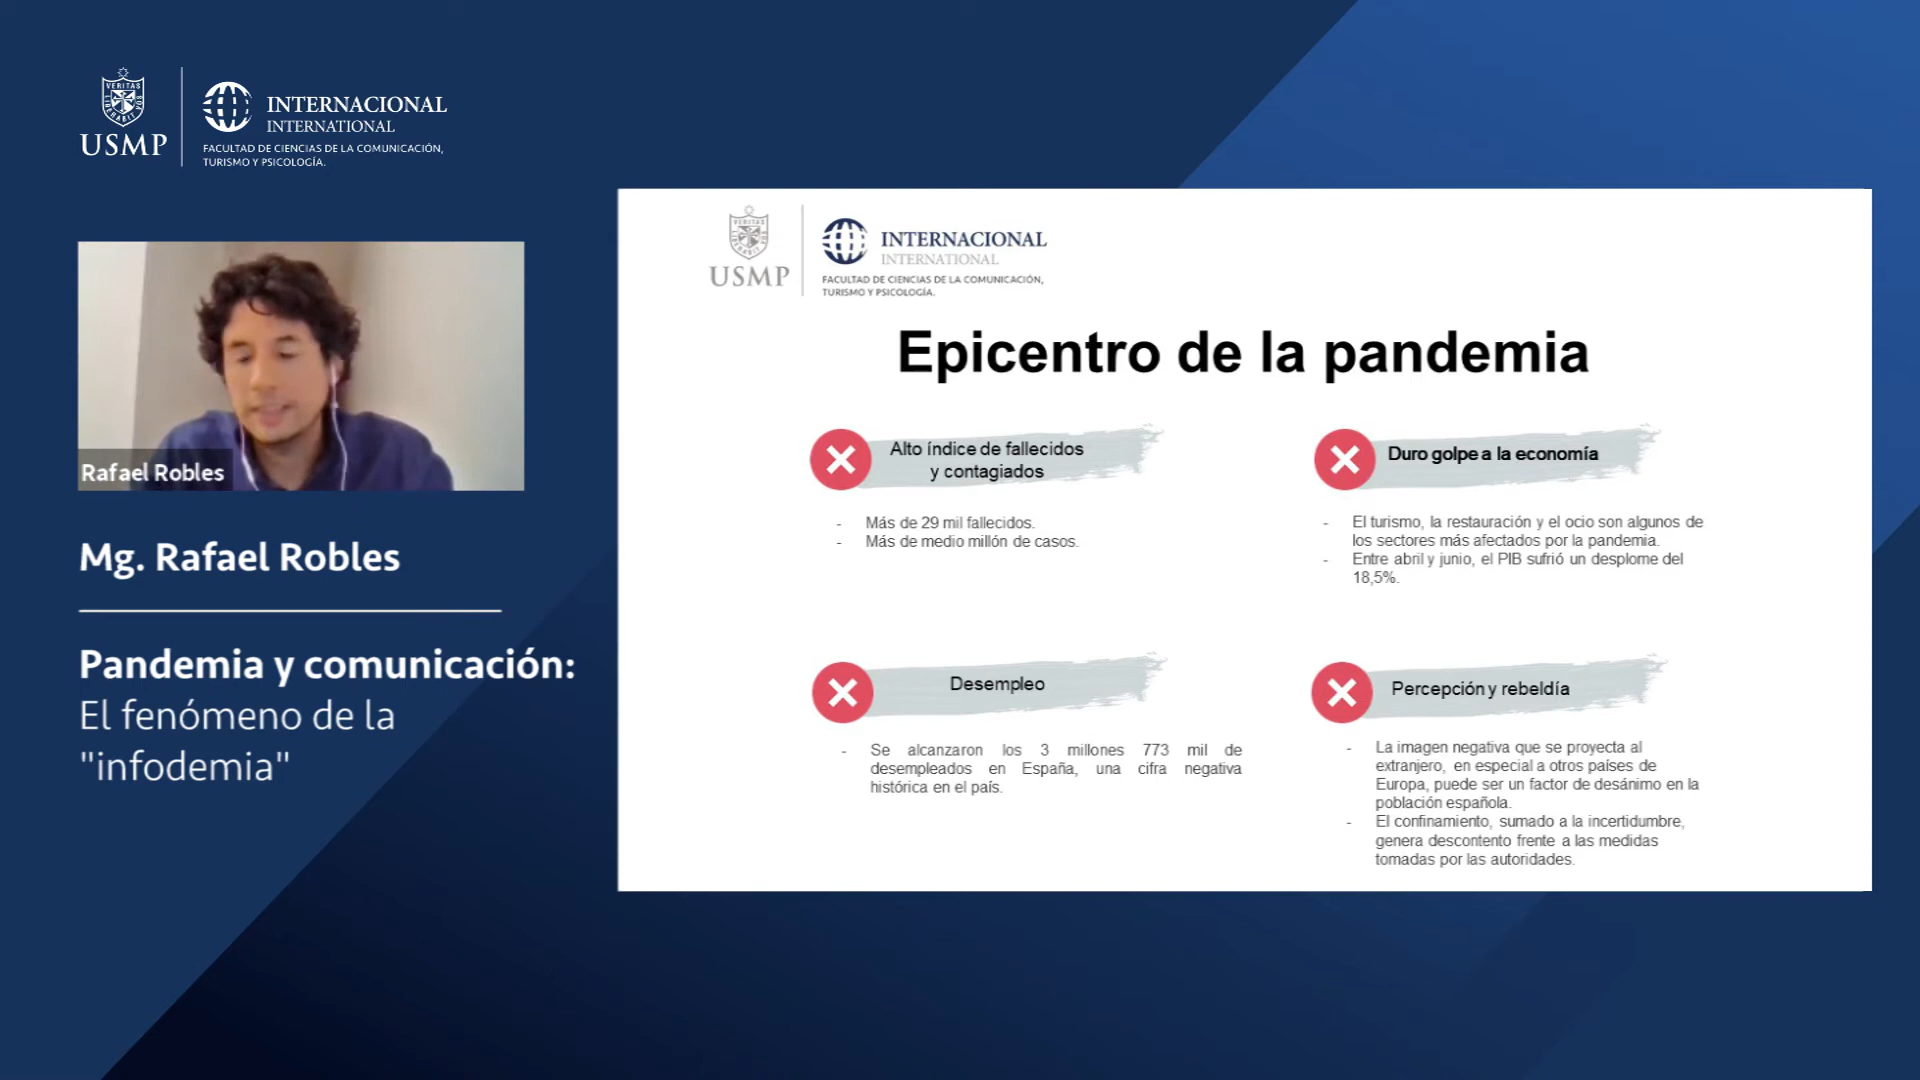 VERITAS
LIBERABIT VOS
USMP
INTERNACIONAL
INTERNATIONAL
FACULTAD DE CIENCIAS DE LA COMUNICACIÓN,
TURISMO Y PSICOLOGÍA.
Rafael Robles
Mg. Rafael Robles
Pandemia y comunicación:
El fenómeno de la
"infodemia"
VERITAS
LIBERABIT VOS
USMP
INTERNACIONAL
INTERNATIONAL
FACULTAD DE CIENCIAS DE LA COMUNICACIÓN,
TURISMO Y PSICOLOGÍA.
Epicentro de la pandemia
Alto índice de fallecidos
y contagiados
- Más de 29 mil fallecidos.
- Más de medio millón de casos.
Duro golpe a la economía
- El turismo, la restauración y el ocio son algunos de
los sectores más afectados por la pandemia.
- Entre abril y junio, el PIB sufrió un desplome del
18,5%.
Desempleo
- Se alcanzaron los 3 millones 773 mil de
desempleados en España, una cifra negativa
histórica en el país.
Percepción y rebeldía
- La imagen negativa que se proyecta al
extranjero, en especial a otros países de
Europa, puede ser un factor de desánimo en la
población española.
- El confinamiento, sumado a la incertidumbre,
genera descontento frente a las medidas
tomadas por las autoridades.